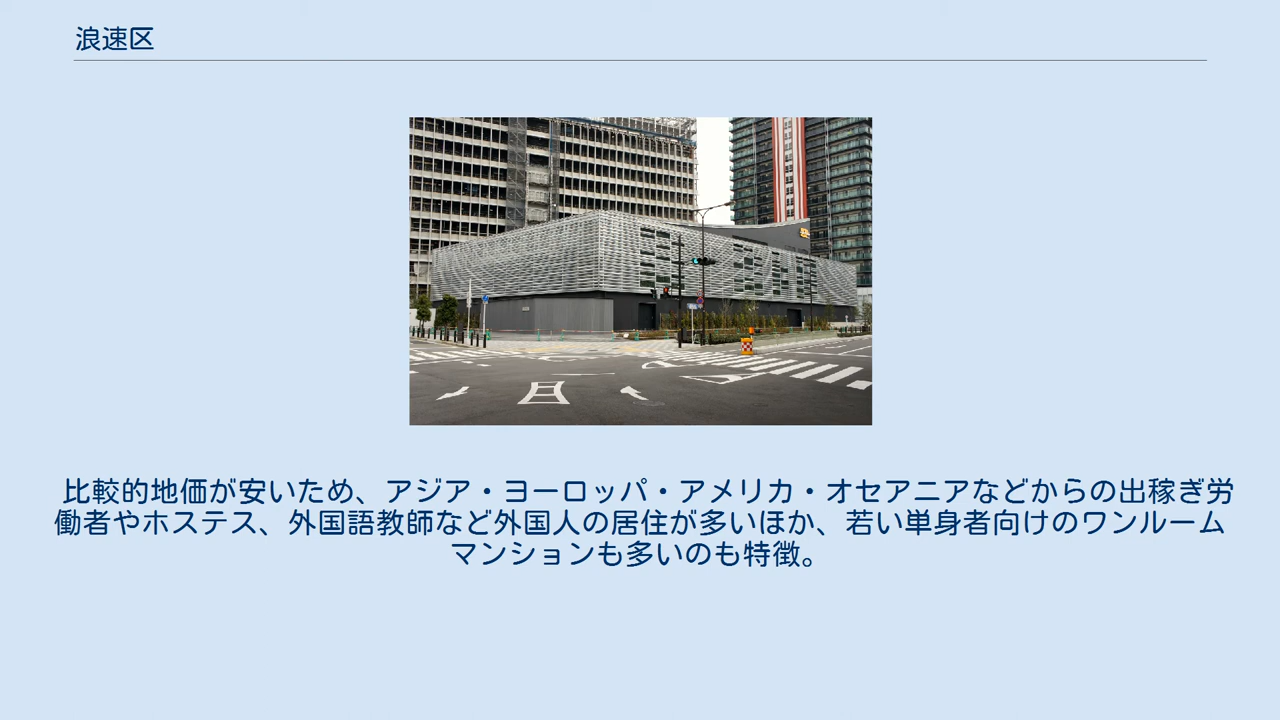 浪速区
比較的地価が安いため、アジア・ヨーロッパ・アメリカ・オセアニアなどからの出稼ぎ労
働者やホステス、外国語教師など外国人の居住が多いほか、若い単身者向けのワンルーム
マンションも多いのも特徴。